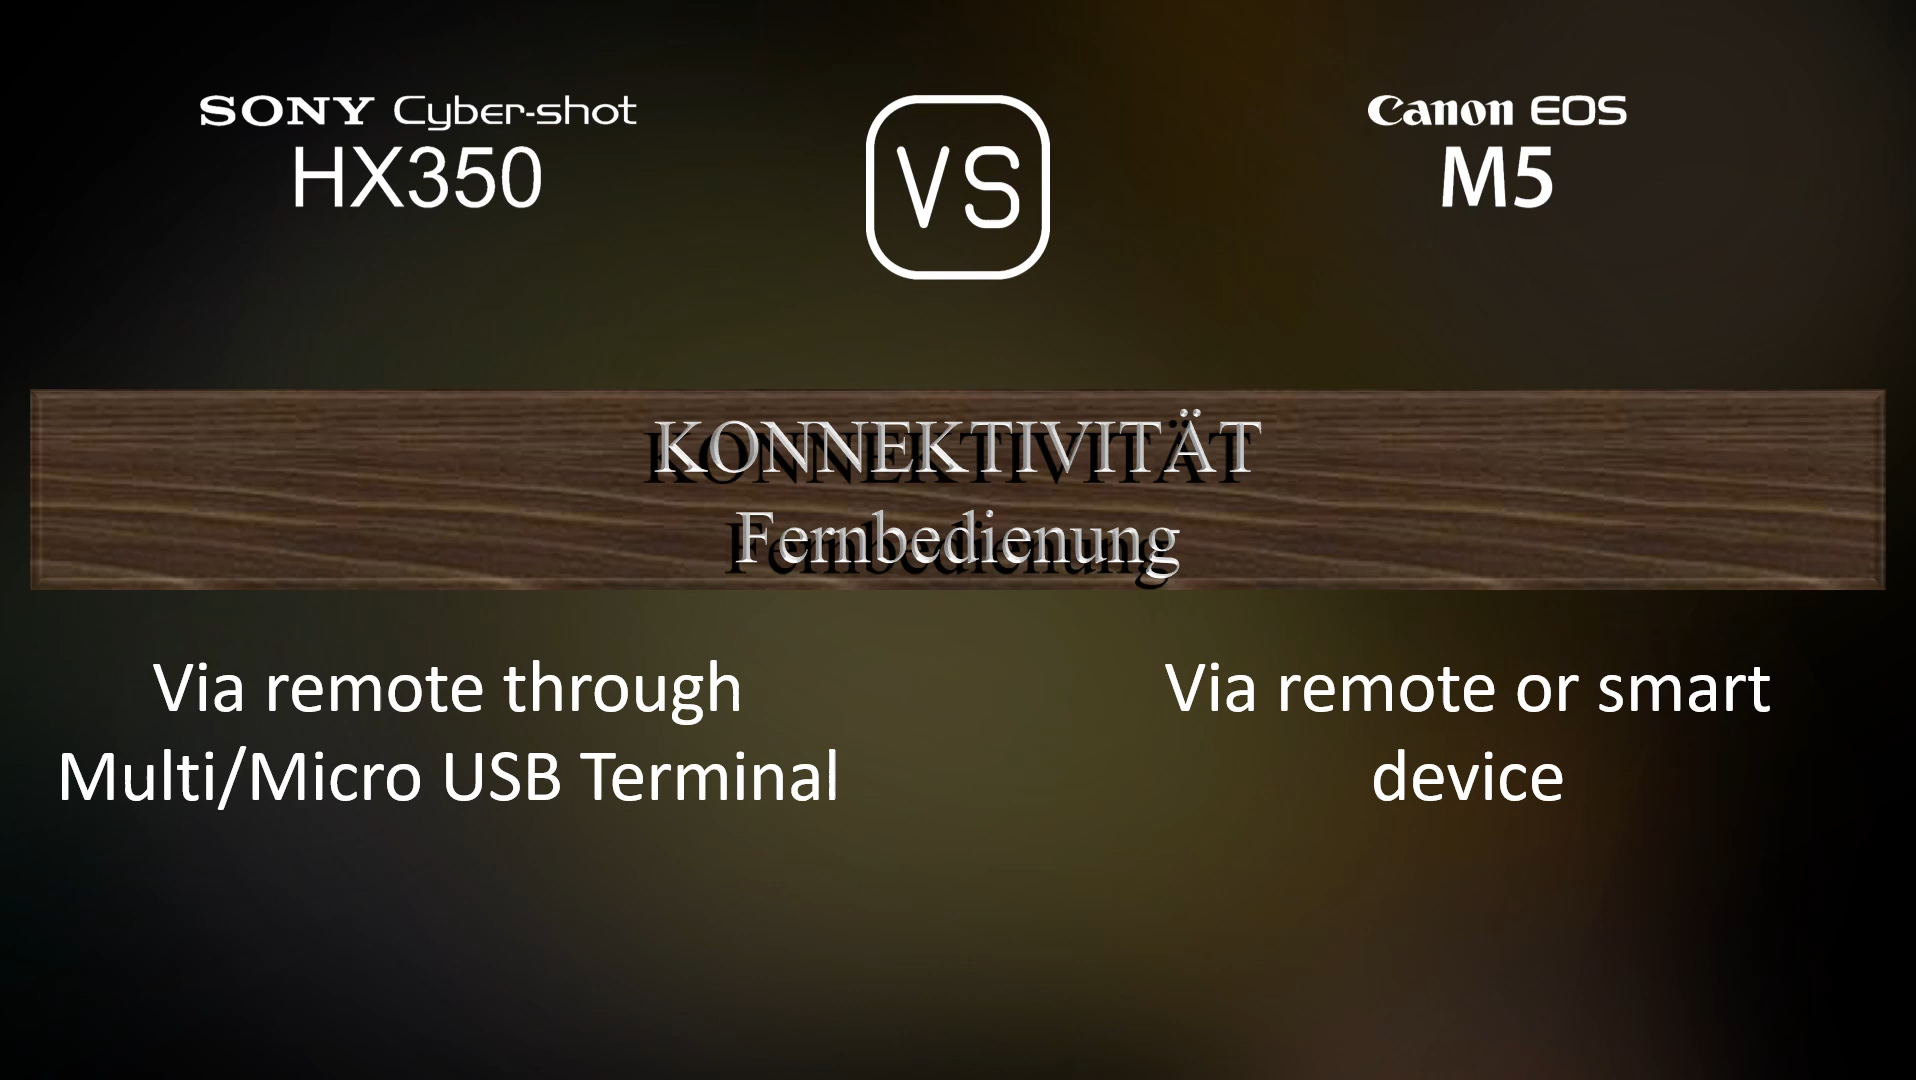 SONY Cyber-shot
HX350
VS
Canon EOS
M5
KONNEKTIVITÄT
Fernbedienung
Via remote through
Multi/Micro USB Terminal
Via remote or smart
device